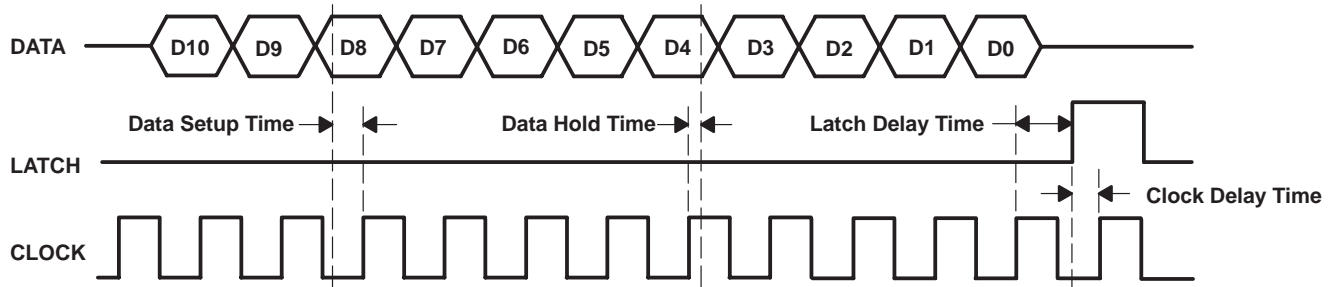 DATA D10 D9 D8 D7 D6 D5 D4 D3 D2 D1 D0
Data Setup Time Data Hold Time Latch Delay Time
LATCH
Clock Delay Time
CLOCK